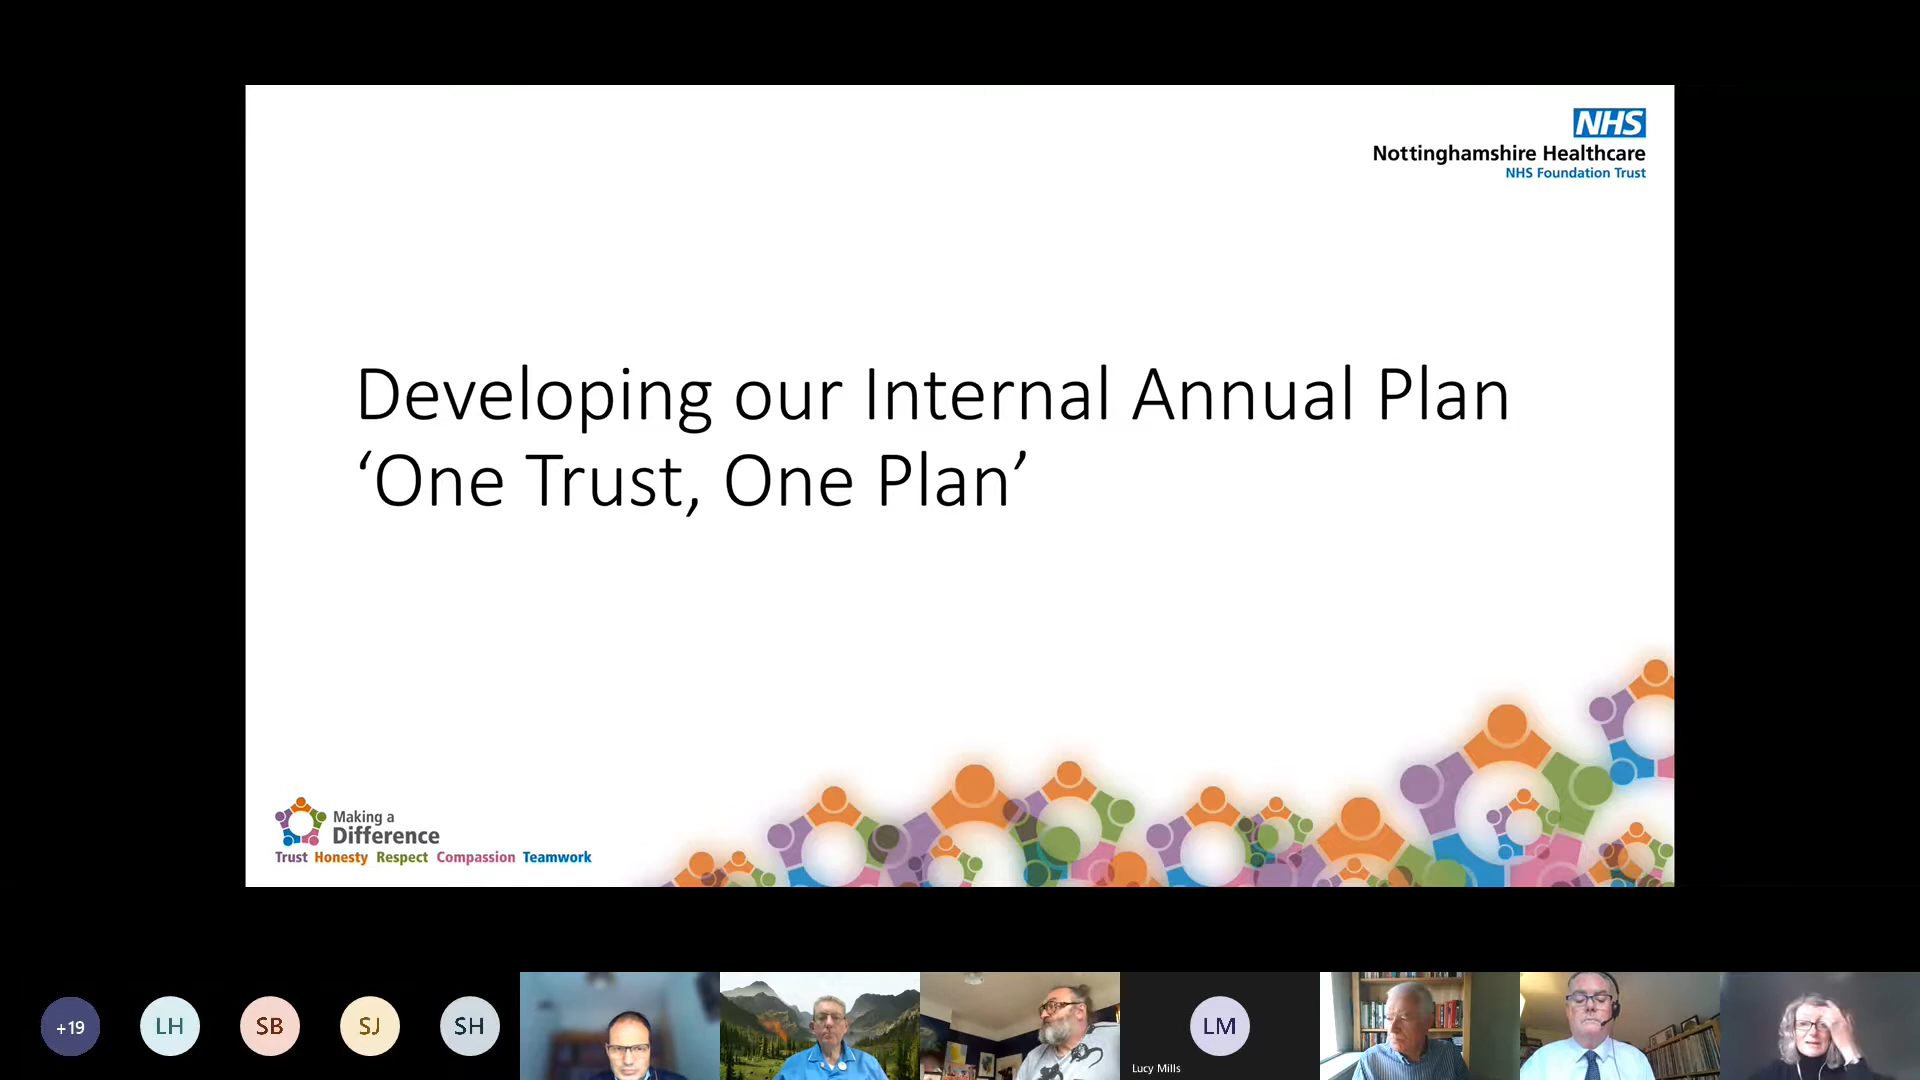 NHS
Nottinghamshire Healthcare
NHS Foundation Trust
Developing our Internal Annual Plan
‘One Trust, One Plan’
Making a
Difference
Trust Honesty Respect Compassion Teamwork
+19
LH
SB
SJ
SH
LM
Lucy Mills